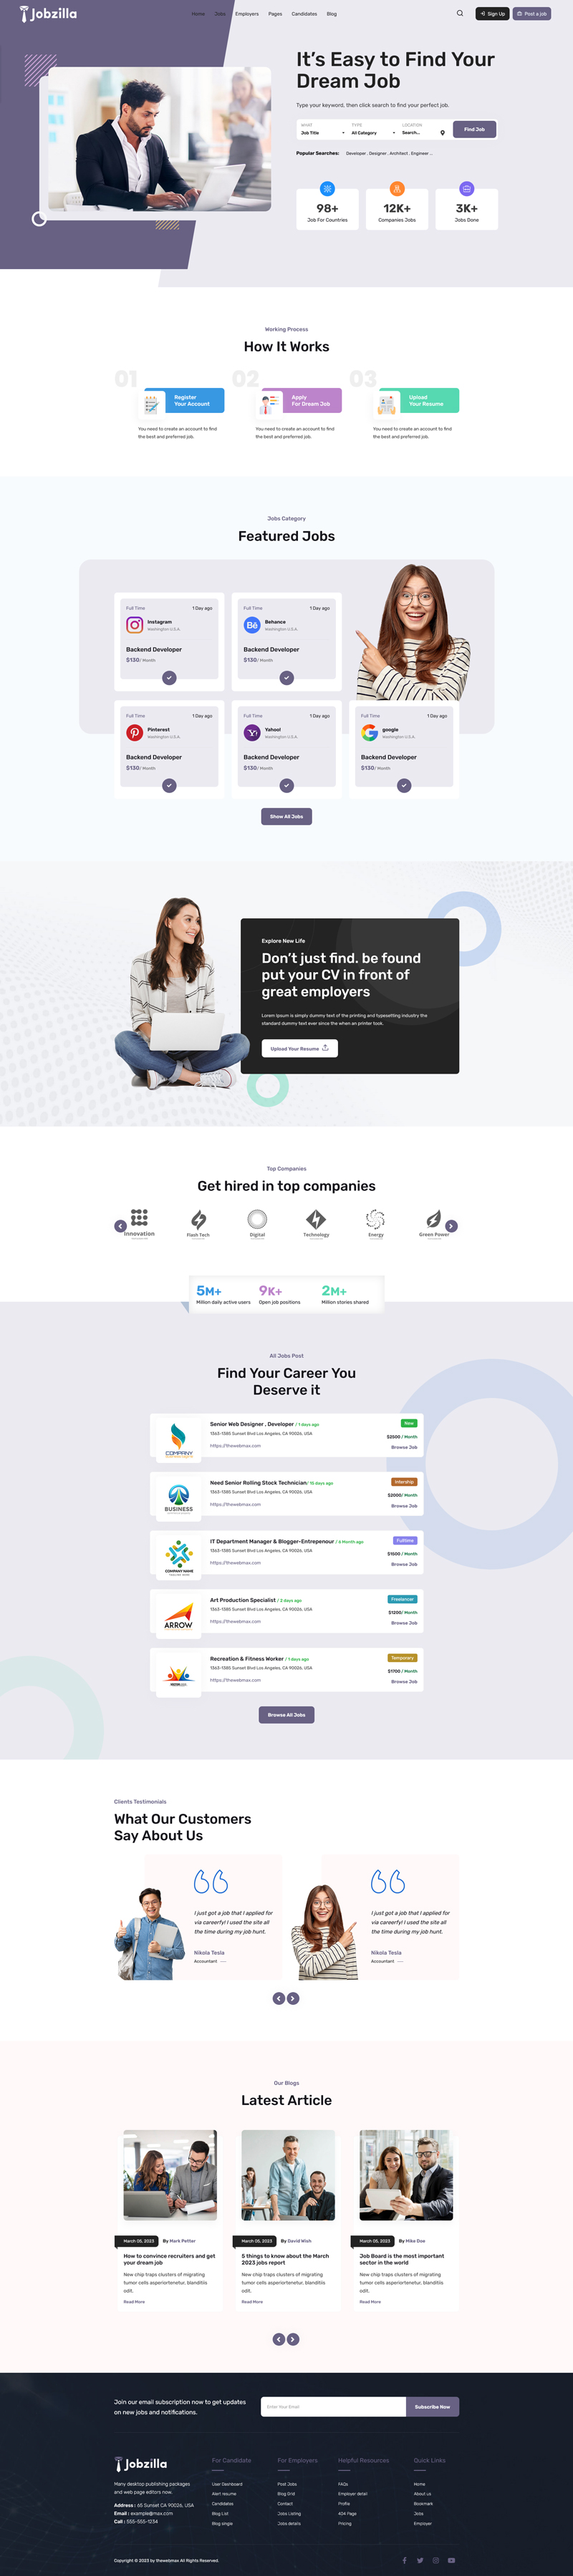 Jobzilla
Home Jobs Employers Pages Candidates Blog
Sign Up
Post a job
It's Easy to Find Your
Dream Job
Type your keyword, then click search to find your perfect job.
WHAT
Job Title
TYPE
All Category
LOCATION
Search...
Find Job
Popular Searches: Developer , Designer , Architect , Engineer ...
98+
Job For Countries
12K+
Companies Jobs
3K+
Jobs Done
Working Process
How It Works
01
Register
Your Account
You need to create an account to find
the best and preferred job.
02
Apply
For Dream Job
You need to create an account to find
the best and preferred job.
03
Upload
Your Resume
You need to create an account to find
the best and preferred job.
Jobs Category
Featured Jobs
Full Time 1 Day ago
Instagram
Washington U.S.A.
Backend Developer
$130/ Month
Full Time 1 Day ago
Bē
Behance
Washington U.S.A.
Backend Developer
$130/ Month
Full Time 1 Day ago
Pinterest
Washington U.S.A.
Backend Developer
$130/ Month
Full Time 1 Day ago
Y!
Yahoo!
Washington U.S.A.
Backend Developer
$130/ Month
Full Time 1 Day ago
google
Washington U.S.A.
Backend Developer
$130/ Month
Show All Jobs
Explore New Life
Don't just find. be found
put your CV in front of
great employers
Lorem Ipsum is simply dummy text of the printing and typesetting industry the
standard dummy text ever since the when an printer took.
Upload Your Resume
Top Companies
Get hired in top companies
Innovation
Flash Tech
Digital
Technology
Energy
Green Power
5M+
Million daily active users
9K+
Open job positions
2M+
Million stories shared
All Jobs Post
Find Your Career You
Deserve it
COMPANY
Senior Web Designer , Developer / 1 days ago
1363-1385 Sunset Blvd Los Angeles, CA 90026, USA
https://thewebmax.com
New
$2500 / Month
Browse Job
BUSINESS
Need Senior Rolling Stock Technician/ 15 days ago
1363-1385 Sunset Blvd Los Angeles, CA 90026, USA
https://thewebmax.com
Intership
$2000/ Month
Browse Job
COMPANY NAME
IT Department Manager & Blogger-Entrepenour / 6 Month ago
1363-1385 Sunset Blvd Los Angeles, CA 90026, USA
https://thewebmax.com
Fulltime
$1500 / Month
Browse Job
ARROW
Art Production Specialist / 2 days ago
1363-1385 Sunset Blvd Los Angeles, CA 90026, USA
https://thewebmax.com
Freelancer
$1200/ Month
Browse Job
Recreation & Fitness Worker / 1 days ago
1363-1385 Sunset Blvd Los Angeles, CA 90026, USA
https://thewebmax.com
Temporary
$1700 / Month
Browse Job
Browse All Jobs
Clients Testimonials
What Our Customers
Say About Us
I just got a job that I applied for
via careerfy! I used the site all
the time during my job hunt.
Nikola Tesla
Accountant
I just got a job that I applied for
via careerfy! I used the site all
the time during my job hunt.
Nikola Tesla
Accountant
Our Blogs
Latest Article
March 05, 2023 By Mark Petter
How to convince recruiters and get
your dream job
New chip traps clusters of migrating
tumor cells asperiortenetur, blanditiis
odit.
Read More
March 05, 2023 By David Wish
5 things to know about the March
2023 jobs report
New chip traps clusters of migrating
tumor cells asperiortenetur, blanditiis
odit.
Read More
March 05, 2023 By Mike Doe
Job Board is the most important
sector in the world
New chip traps clusters of migrating
tumor cells asperiortenetur, blanditiis
odit.
Read More
Join our email subscription now to get updates
on new jobs and notifications.
Enter Your Email
Subscribe Now
Jobzilla
Many desktop publishing packages
and web page editors now.
Address : 65 Sunset CA 90026, USA
Email : example@max.com
Call : 555-555-1234
For Candidate
User Dashboard
Alert resume
Candidates
Blog List
Blog single
For Employers
Post Jobs
Blog Grid
Contact
Jobs Listing
Jobs details
Helpful Resources
FAQs
Employer detail
Profile
404 Page
Pricing
Quick Links
Home
About us
Bookmark
Jobs
Employer
Copyright © 2023 by thewebmax All Rights Reserved.